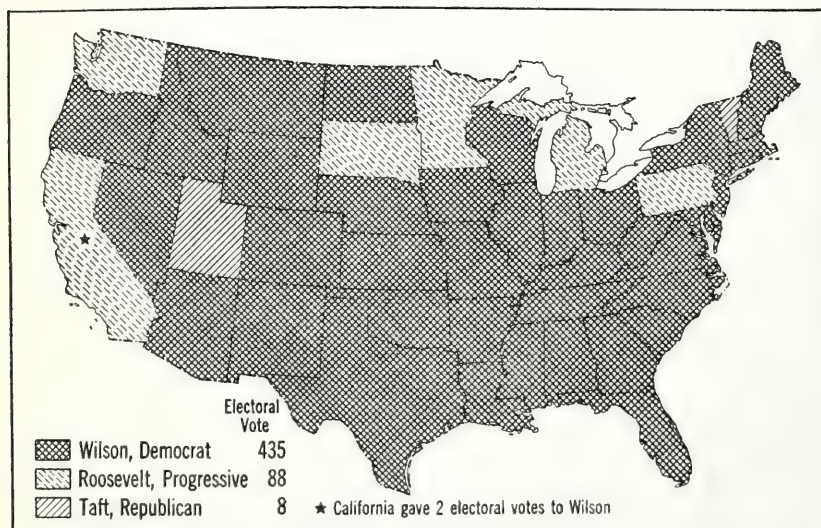 Electoral
Vote
Wilson, Democrat 435
Roosevelt, Progressive 88
Taft, Republican 8
★ California gave 2 electoral votes to Wilson